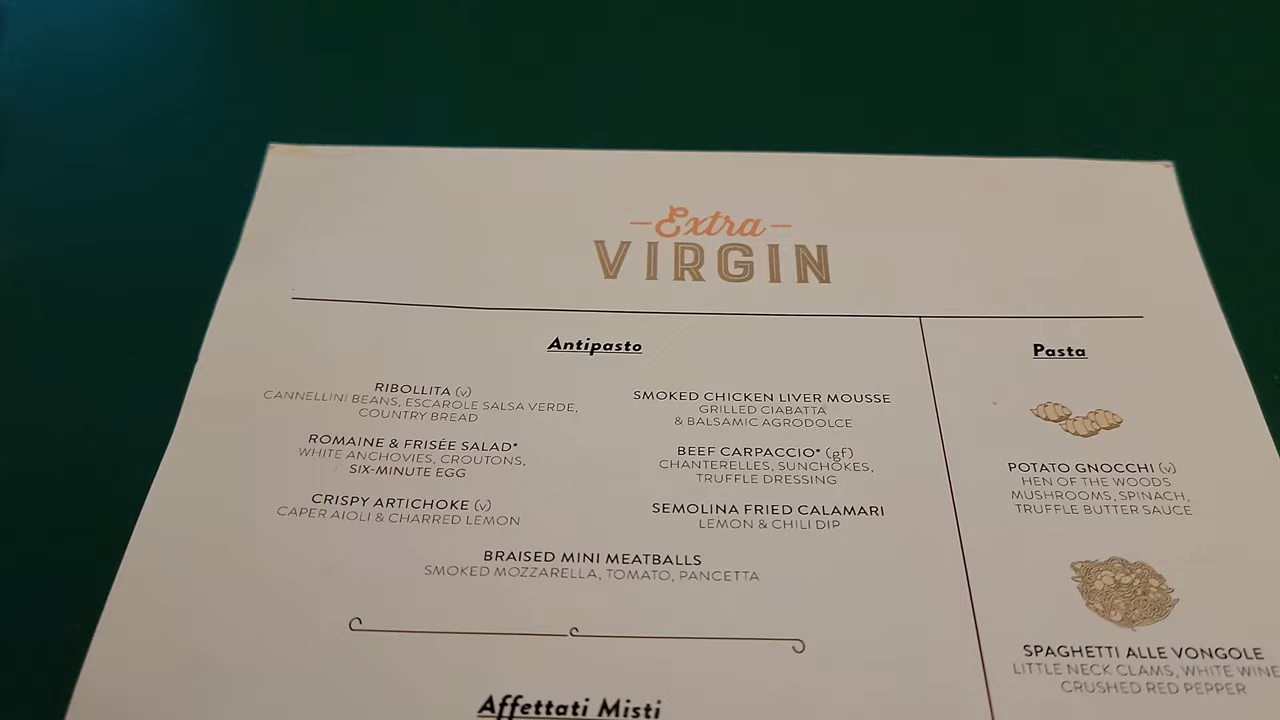 Extra
VIRGIN
Antipasto
RIBOLLITA (v)
CANNELLINI BEANS, ESCAROLE SALSA VERDE,
COUNTRY BREAD
ROMAINE & FRISÉE SALAD*
WHITE ANCHOVIES, CROUTONS,
SIX-MINUTE EGG
CRISPY ARTICHOKE (v)
CAPER AIOLI & CHARRED LEMON
SMOKED CHICKEN LIVER MOUSSE
GRILLED CIABATTA
& BALSAMIC AGRODOLCE
BEEF CARPACCIO* (gf)
CHANTERELLES, SUNCHOKES,
TRUFFLE DRESSING
SEMOLINA FRIED CALAMARI
LEMON & CHILI DIP
BRAISED MINI MEATBALLS
SMOKED MOZZARELLA, TOMATO, PANCETTA
Affettati Misti
Pasta
POTATO GNOCCHI (v)
HEN OF THE WOODS
MUSHROOMS, SPINACH,
TRUFFLE BUTTER SAUCE
SPAGHETTI ALLE VONGOLE
LITTLE NECK CLAMS, WHITE WINE
CRUSHED RED PEPPER